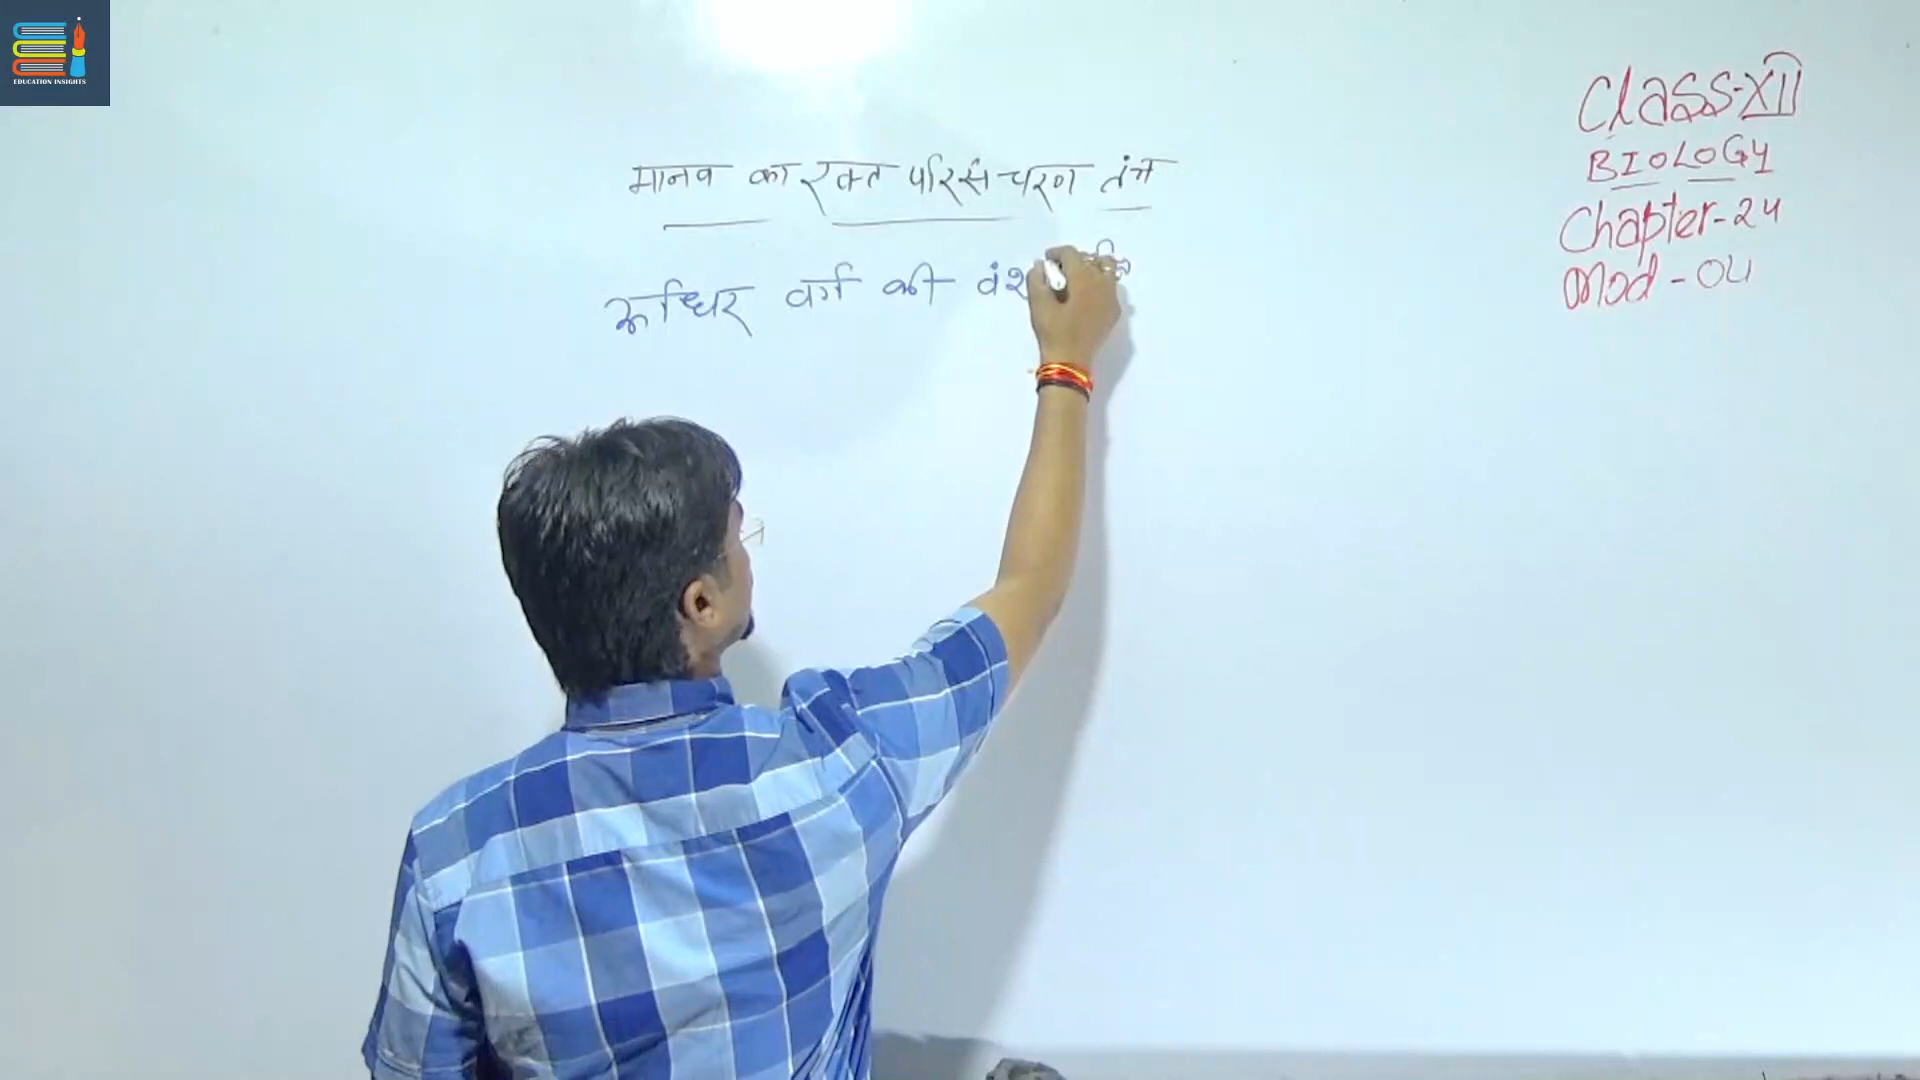 EDUCATION INSIGHTS
मानव का रक्त परिसंचरण तंत्र
रूधिर वर्ग की
Class-XII
BIOLOGY
Chapter-24
Mod-04